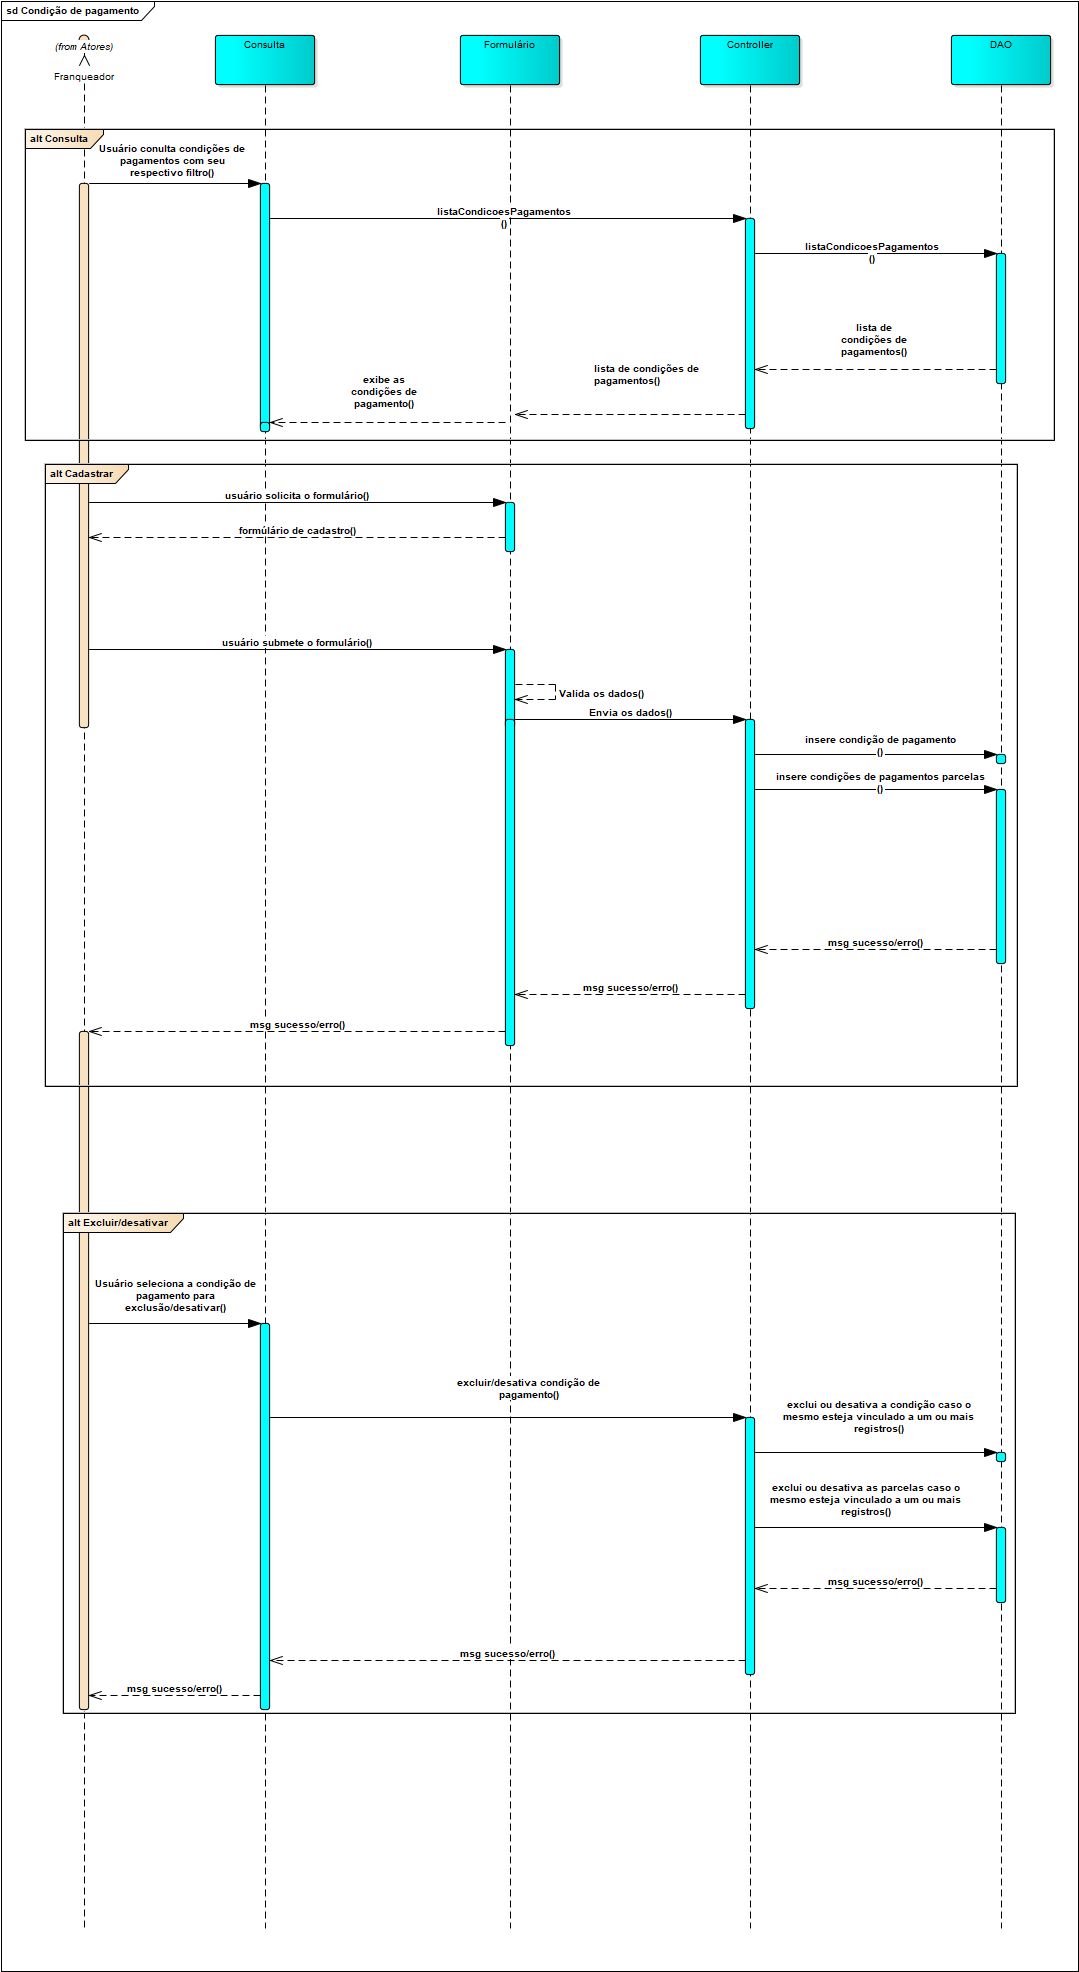 sd Condição de pagamento
(from Atores)
Franqueador
Consulta
Formulário
Controller
DAO
alt Consulta
Usuário conulta condições de
pagamentos com seu
respectivo filtro()
listaCondicoesPagamentos
()
listaCondicoesPagamentos
()
lista de
condições de
pagamentos()
lista de condições de
pagamentos()
exibe as
condições de
pagamento()
alt Cadastrar
usuário solicita o formulário()
formúlário de cadastro()
usuário submete o formulário()
Valida os dados()
Envia os dados()
insere condição de pagamento
()
insere condições de pagamentos parcelas
()
msg sucesso/erro()
msg sucesso/erro()
msg sucesso/erro()
alt Excluir/desativar
Usuário seleciona a condição de
pagamento para
exclusão/desativar()
excluir/desativa condição de
pagamento()
exclui ou desativa a condição caso o
mesmo esteja vinculado a um ou mais
registros()
exclui ou desativa as parcelas caso o
mesmo esteja vinculado a um ou mais
registros()
msg sucesso/erro()
msg sucesso/erro()
msg sucesso/erro()